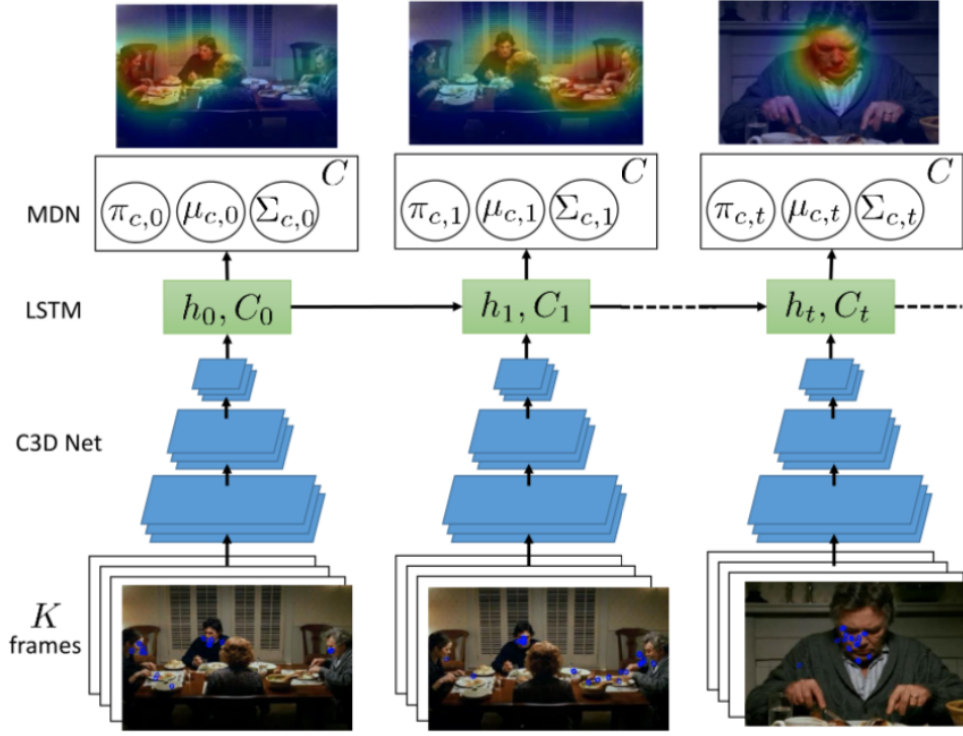 MDN
π_{c,0} μ_{c,0} Σ_{c,0} C
π_{c,1} μ_{c,1} Σ_{c,1} C
π_{c,t} μ_{c,t} Σ_{c,t} C
LSTM
h_0, C_0
h_1, C_1
h_t, C_t
C3D Net
K
frames